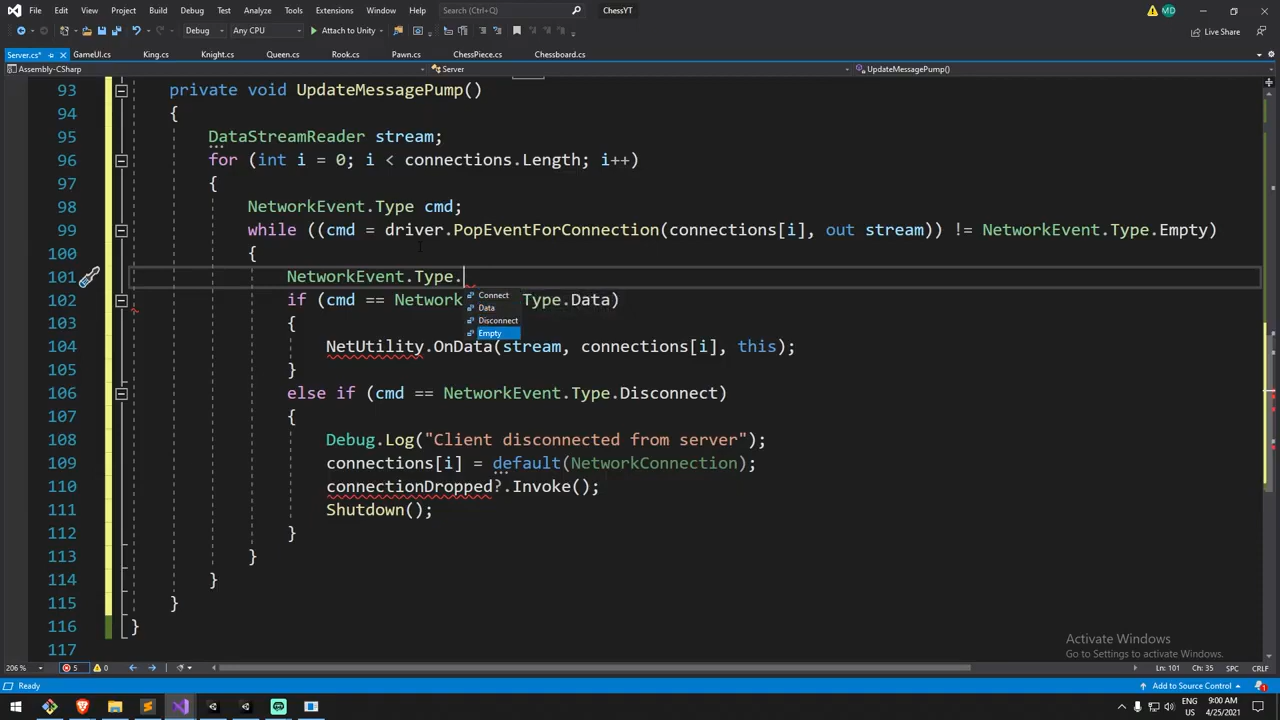 File Edit View Git Project Build Debug Test Analyze Tools Extensions Window Help Search (Ctrl+Q) ChessYT MD
Debug Any CPU Attach to Unity Live Share
Server.cs* GameUI.cs King.cs Knight.cs Queen.cs Rook.cs Pawn.cs ChessPiece.cs Chessboard.cs
Assembly-CSharp Server UpdateMessagePump()
93 private void UpdateMessagePump()
94 {
95 DataStreamReader stream;
96 for (int i = 0; i < connections.Length; i++)
97 {
98 NetworkEvent.Type cmd;
99 while ((cmd = driver.PopEventForConnection(connections[i], out stream)) != NetworkEvent.Type.Empty)
100 {
101 NetworkEvent.Type.
Connect
102 if (cmd == Network Type.Data)
Data
Disconnect
103 {
Empty
104 NetUtility.OnData(stream, connections[i], this);
105 }
106 else if (cmd == NetworkEvent.Type.Disconnect)
107 {
108 Debug.Log("Client disconnected from server");
109 connections[i] = default(NetworkConnection);
110 connectionDropped?.Invoke();
111 Shutdown();
112 }
113 }
114 }
115 }
116 }
117
Activate Windows
Go to Settings to activate Windows.
206 % 5 0 Ln: 101 Ch: 35 SPC CRLF
Ready Add to Source Control 1
ENG 9:00 AM
US 4/25/2021